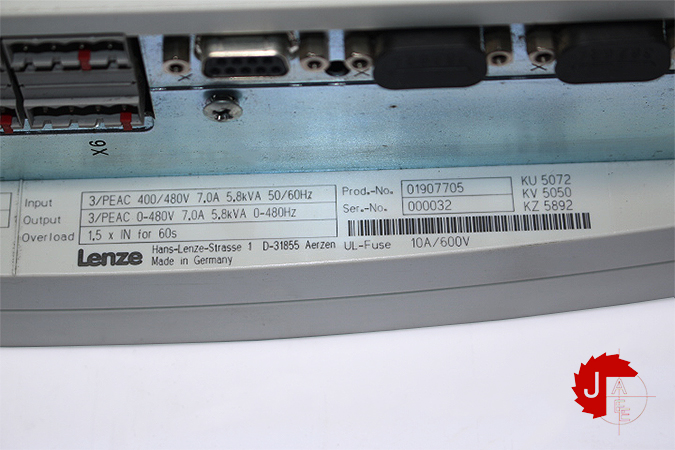 X9
Input 3/PEAC 400/480V 7.0A 5.8kVA 50/60Hz
Output 3/PEAC 0-480V 7.0A 5.8kVA 0-480Hz
Overload 1.5 x IN for 60s
Prod.-No. 01907705
Ser.-No. 000032
KU 5072
KV 5050
KZ 5892
Lenze Hans-Lenze-Strasse 1 D-31855 Aerzen
Made in Germany
UL-Fuse 10A/600V
J
A
E E